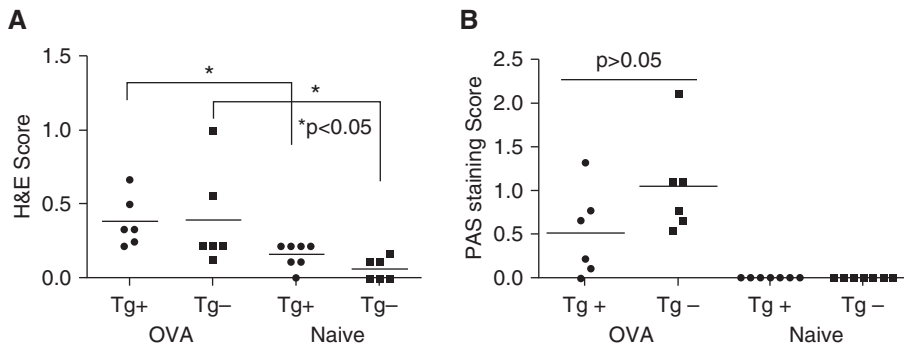 A
H&E Score
1.5
1.0
0.5
0.0
*
*
*p<0.05
Tg+ Tg– Tg+ Tg–
OVA Naive
B
PAS staining Score
2.5
2.0
1.5
1.0
0.5
0.0
p>0.05
Tg + Tg – Tg + Tg –
OVA Naive